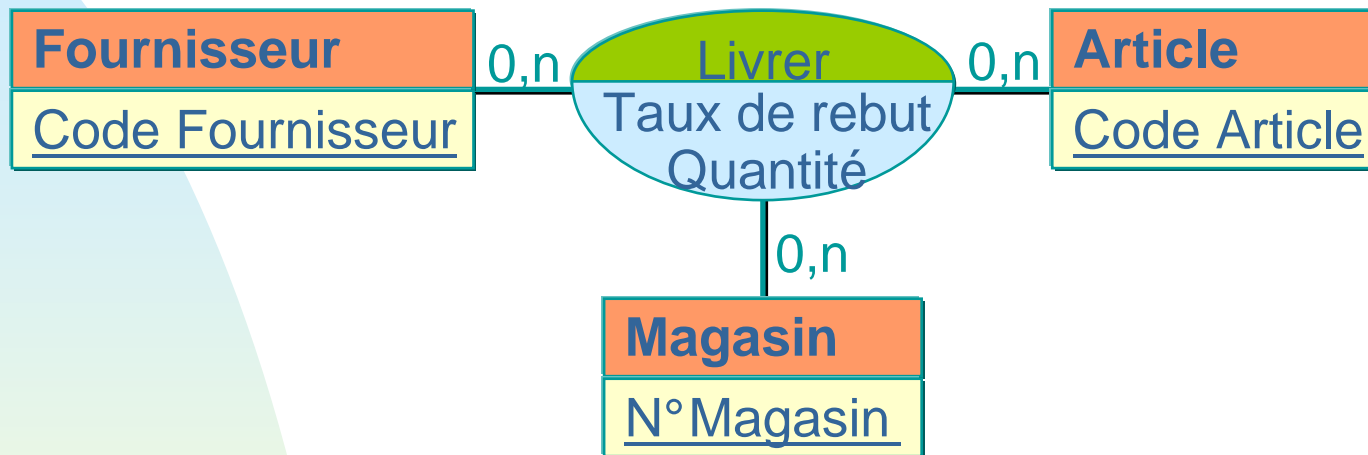 Fournisseur
Code Fournisseur
0,n
Livrer
Taux de rebut
Quantité
0,n
Article
Code Article
0,n
Magasin
N°Magasin